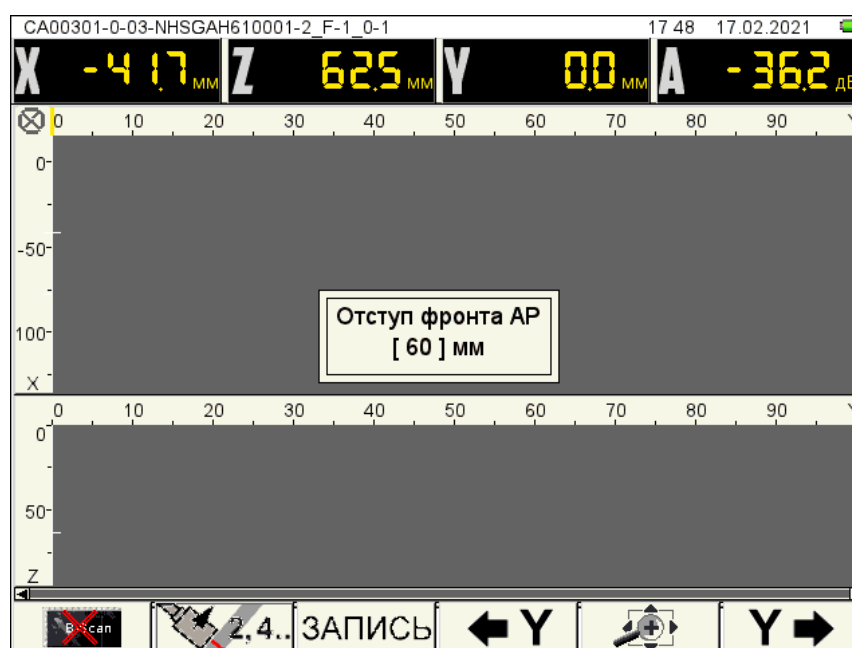 CA00301-0-03-NHSGAH610001-2_F-1_0-1 17 48 17.02.2021
X -41.7 мм Z 62.5 мм Y 0.0 мм A -36.2 дБ
0 10 20 30 40 50 60 70 80 90 Y
0
-50
100
X
Отступ фронта АР
[ 60 ] мм
0 10 20 30 40 50 60 70 80 90 Y
0
50
Z
B-Scan 2,4.. ЗАПИСЬ Y Y